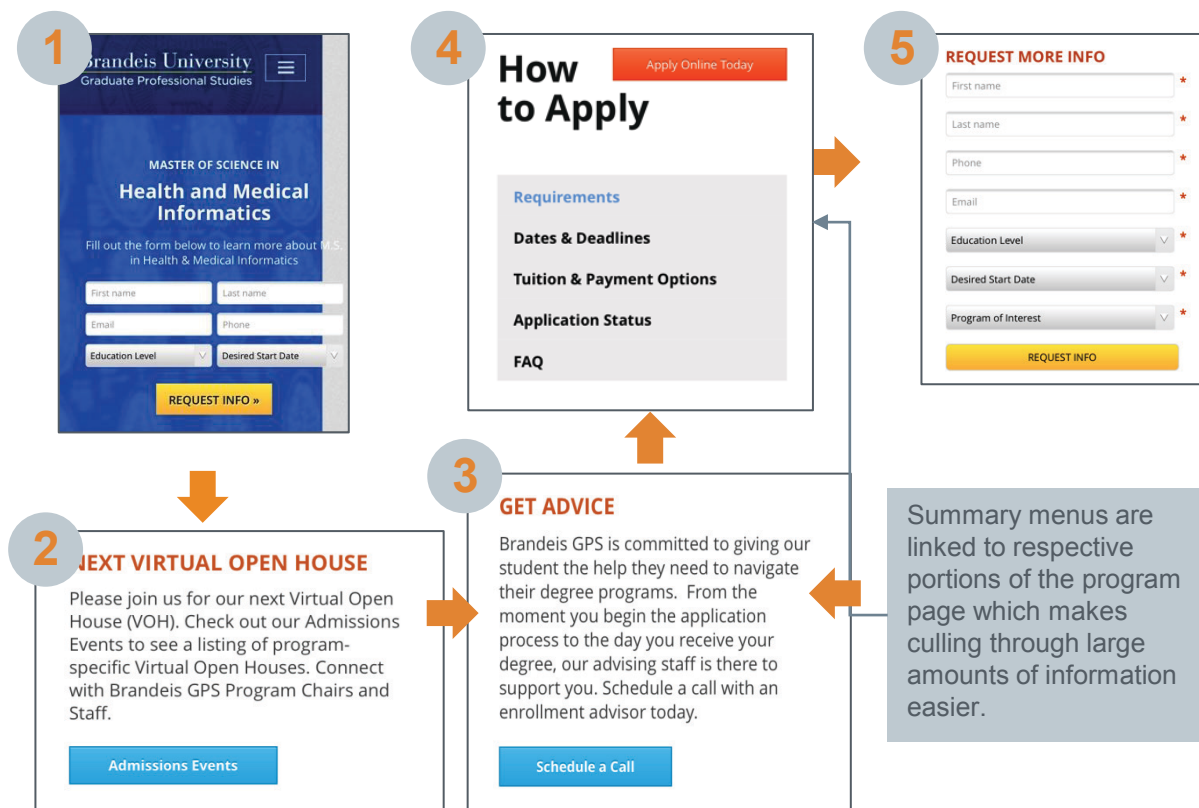 1
Brandeis University
Graduate Professional Studies
MASTER OF SCIENCE IN
Health and Medical
Informatics
Fill out the form below to learn more about M.S.
in Health & Medical Informatics
First name
Last name
Email
Phone
Education Level
Desired Start Date
REQUEST INFO »
2
NEXT VIRTUAL OPEN HOUSE
Please join us for our next Virtual Open
House (VOH). Check out our Admissions
Events to see a listing of program-
specific Virtual Open Houses. Connect
with Brandeis GPS Program Chairs and
Staff.
Admissions Events
3
GET ADVICE
Brandeis GPS is committed to giving our
student the help they need to navigate
their degree programs. From the
moment you begin the application
process to the day you receive your
degree, our advising staff is there to
support you. Schedule a call with an
enrollment advisor today.
Schedule a Call
4
How
to Apply
Apply Online Today
Requirements
Dates & Deadlines
Tuition & Payment Options
Application Status
FAQ
5
REQUEST MORE INFO
First name *
Last name *
Phone *
Email *
Education Level *
Desired Start Date *
Program of Interest *
REQUEST INFO
Summary menus are
linked to respective
portions of the program
page which makes
culling through large
amounts of information
easier.